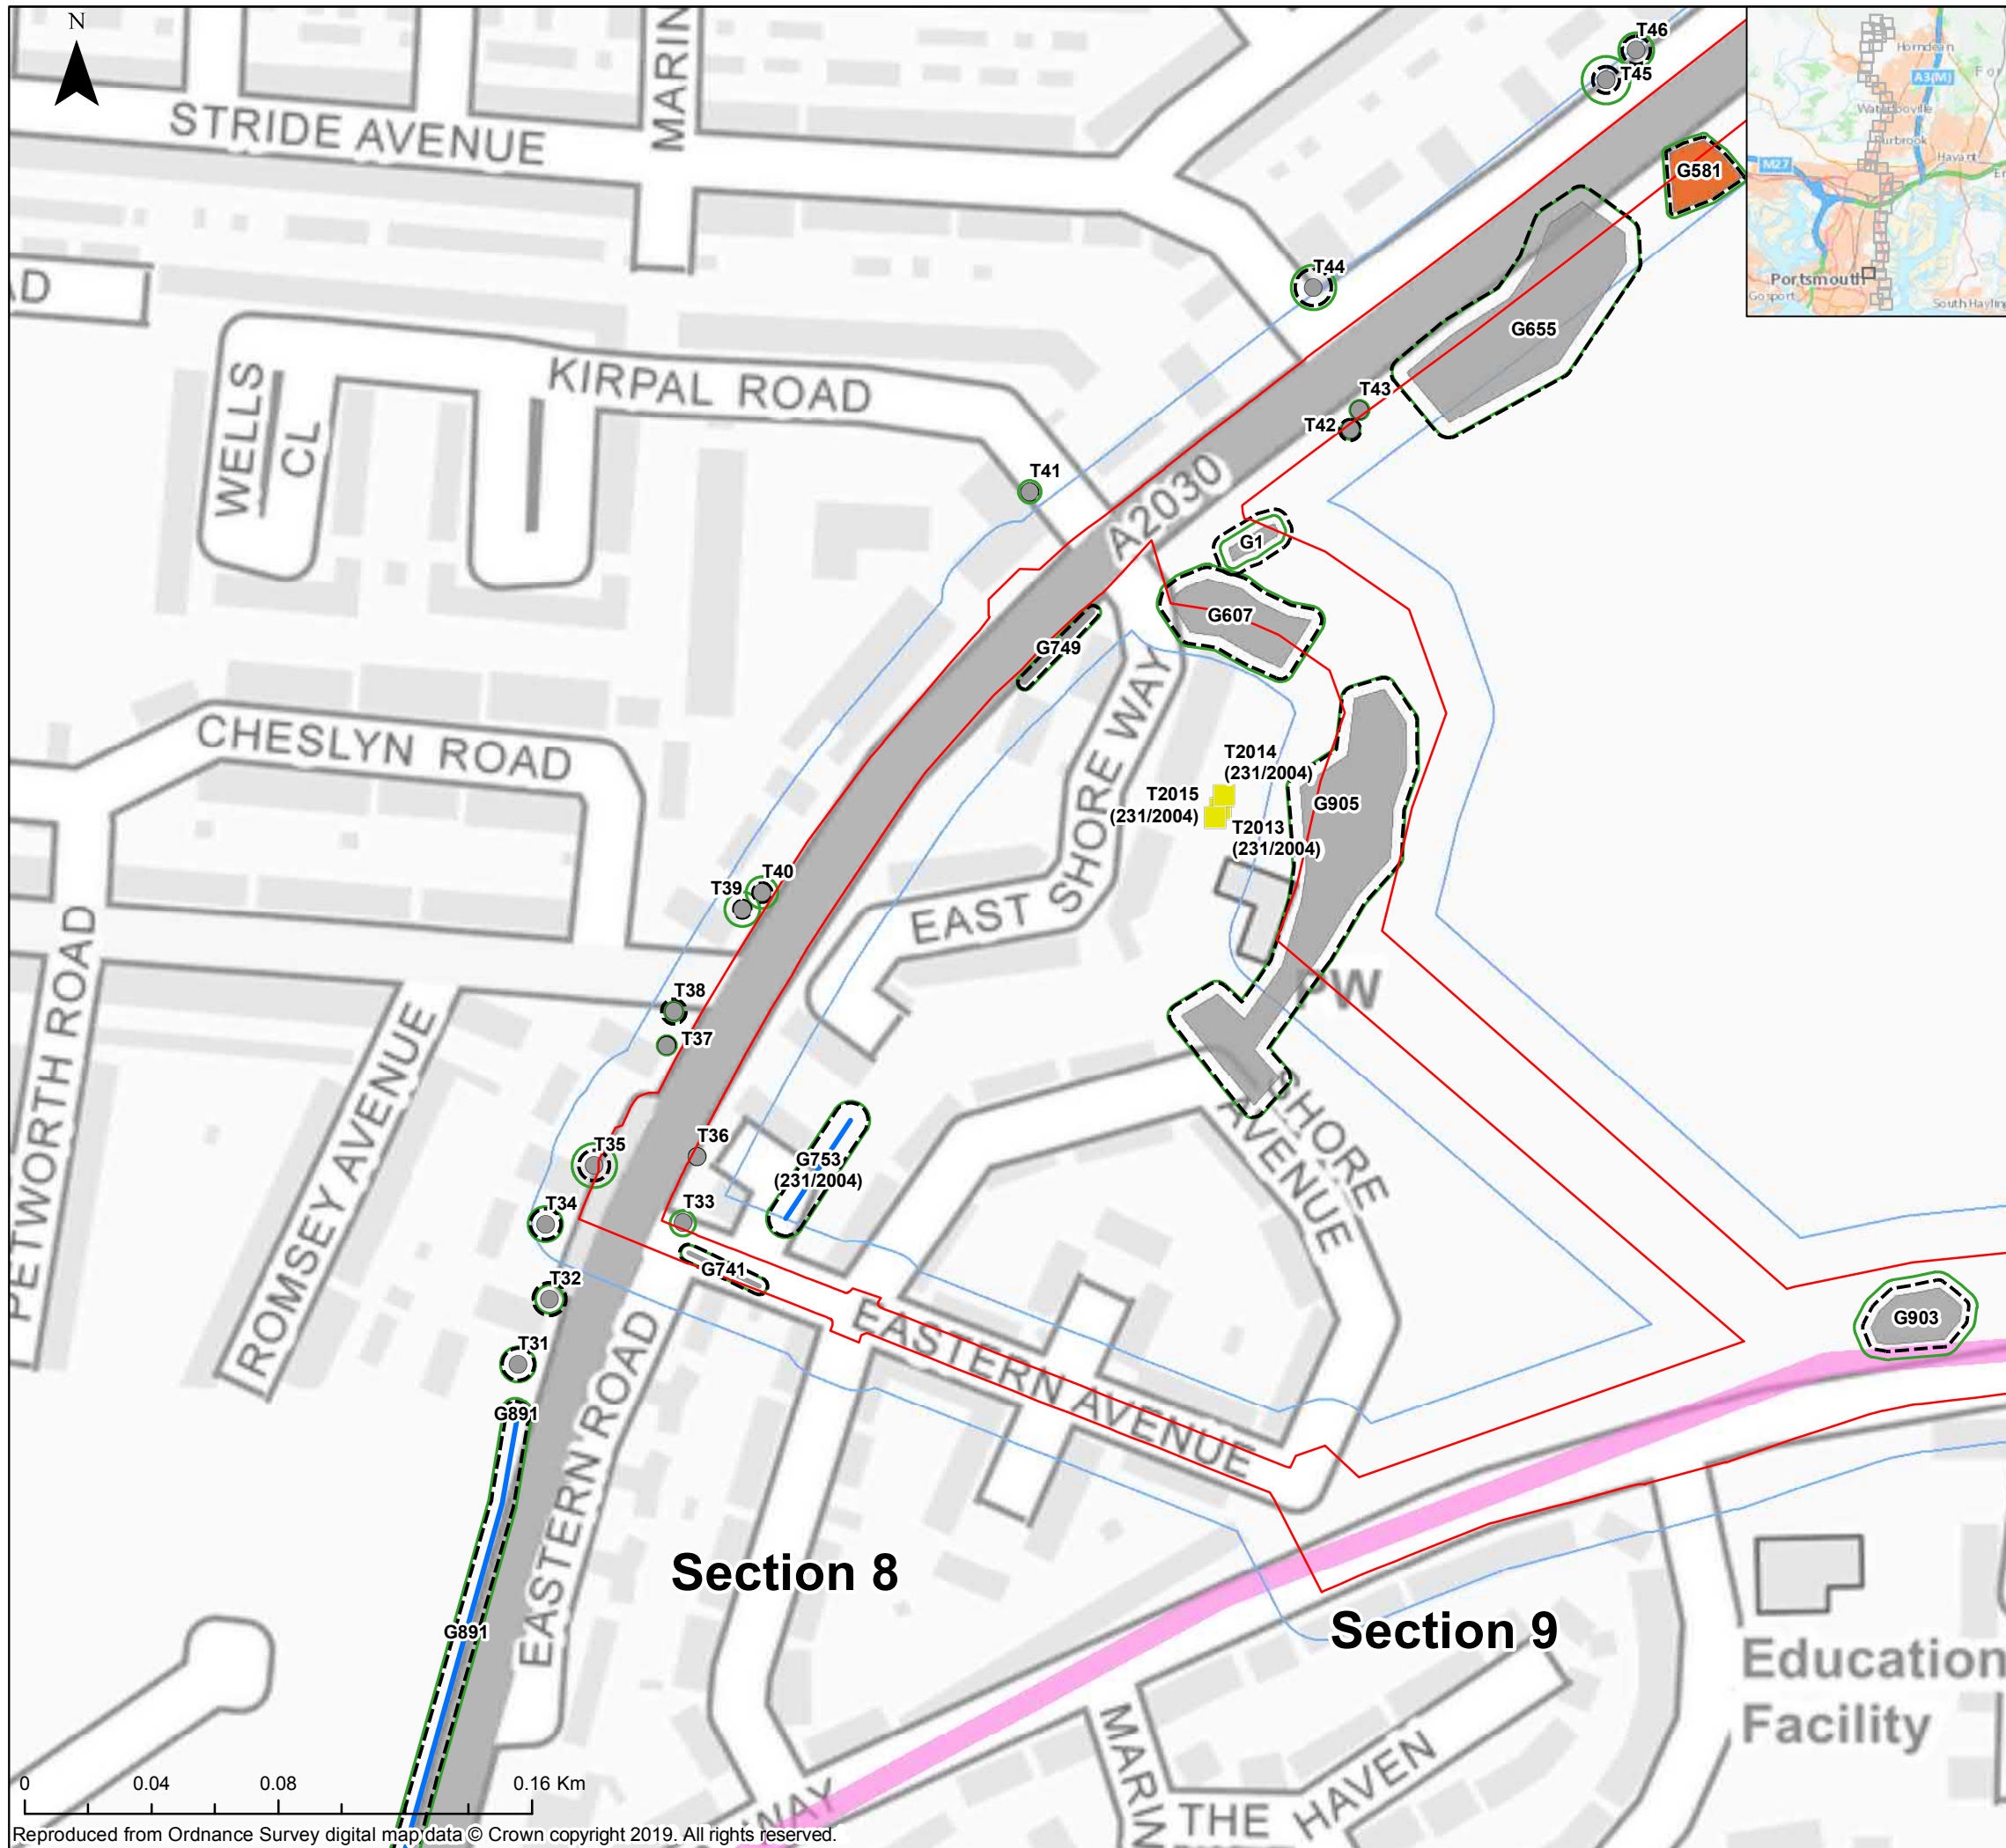 N
STRIDE AVENUE
MARIN
T46
T45
Horndean
A3(M)
For
Waterlooville
Purbrook
Havant
M27
Portsmouth
Gosport
South Hayling
G581
T44
G655
AD
KIRPAL ROAD
WELLS
CL
T43
T42
T41
A2030
G1
G607
G749
CHESLYN ROAD
EAST SHORE WAY
T2014
(231/2004)
T2015
(231/2004)
T2013
(231/2004)
G905
T40
T39
PETWORTH ROAD
ROMSEY AVENUE
T38
T37
PW
T36
T35
G753
(231/2004)
SHORE
AVENUE
T34
T33
G741
T32
T31
EASTERN AVENUE
G903
G891
EASTERN ROAD
Section 8
G891
Section 9
Education
Facility
MARIN
THE
HAVEN
WAY
0
0.04
0.08
0.16 Km
Reproduced from Ordnance Survey digital map data © Crown copyright 2019. All rights reserved.